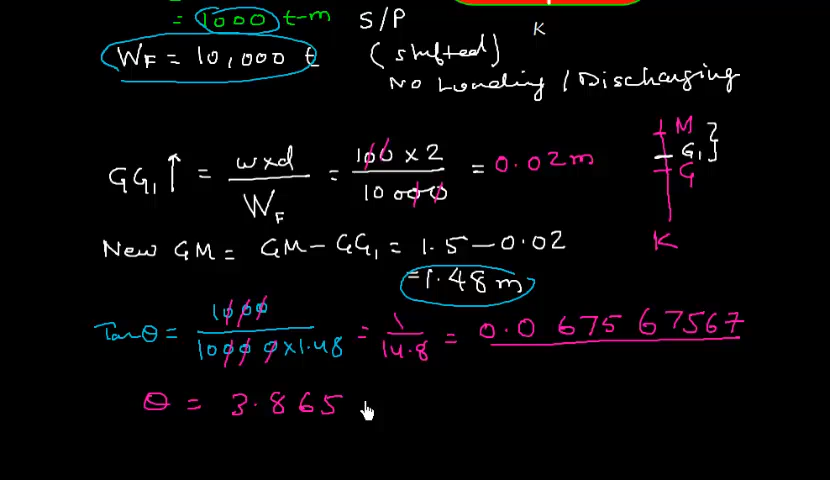 = 1000 t-m S/P K
WF = 10,000 t (shifted)
No Loading / Discharging
GG1 ↑ = w x d / WF = 100 x 2 / 10000 = 0.02 m
M
G1
G
K
New GM = GM - GG1 = 1.5 - 0.02
= 1.48 m
Tanθ = 1000 / 10000 x 1.48 = 1 / 14.8 = 0.0 675 67567
θ = 3.865